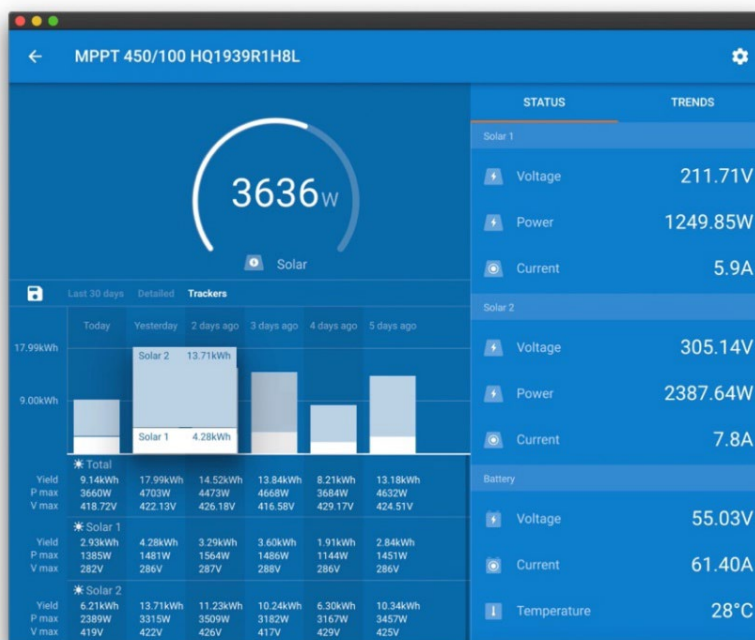 MPPT 450/100 HQ1939R1H8L
3636W
Solar
Last 30 days Detailed Trackers
Today Yesterday 2 days ago 3 days ago 4 days ago 5 days ago
17.99kWh
Solar 2 13.71kWh
9.00kWh
Solar 1 4.28kWh
Total
Yield 9.14kWh 17.99kWh 14.52kWh 13.84kWh 8.21kWh 13.18kWh
P max 3660W 4703W 4473W 4668W 3684W 4632W
V max 418.72V 422.13V 426.18V 416.58V 429.17V 424.51V
Solar 1
Yield 2.93kWh 4.28kWh 3.29kWh 3.60kWh 1.91kWh 2.84kWh
P max 1385W 1481W 1564W 1486W 1144W 1451W
V max 282V 286V 287V 288V 286V 286V
Solar 2
Yield 6.21kWh 13.71kWh 11.23kWh 10.24kWh 6.30kWh 10.34kWh
P max 2389W 3315W 3509W 3182W 3167W 3457W
V max 419V 422V 426V 417V 429V 425V
STATUS TRENDS
Solar 1
Voltage 211.71V
Power 1249.85W
Current 5.9A
Solar 2
Voltage 305.14V
Power 2387.64W
Current 7.8A
Battery
Voltage 55.03V
Current 61.40A
Temperature 28°C